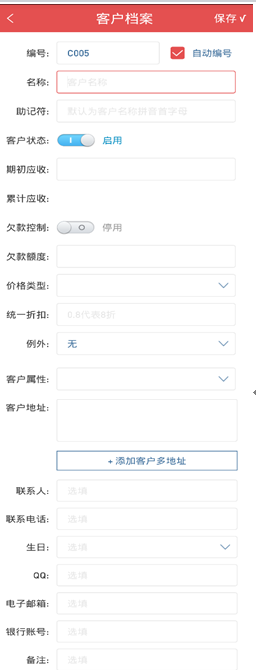 客户档案 保存 ✓
编号: C005 自动编号
名称: 客户名称
助记符: 默认为客户名称拼音首字母
客户状态: 启用
期初应收:
累计应收:
欠款控制: 停用
欠款额度:
价格类型:
统一折扣: 0.8代表8折
例外: 无
客户属性:
客户地址:
+ 添加客户多地址
联系人: 选填
联系电话: 选填
生日: 选填
QQ: 选填
电子邮箱: 选填
银行账号: 选填
备注: 选填